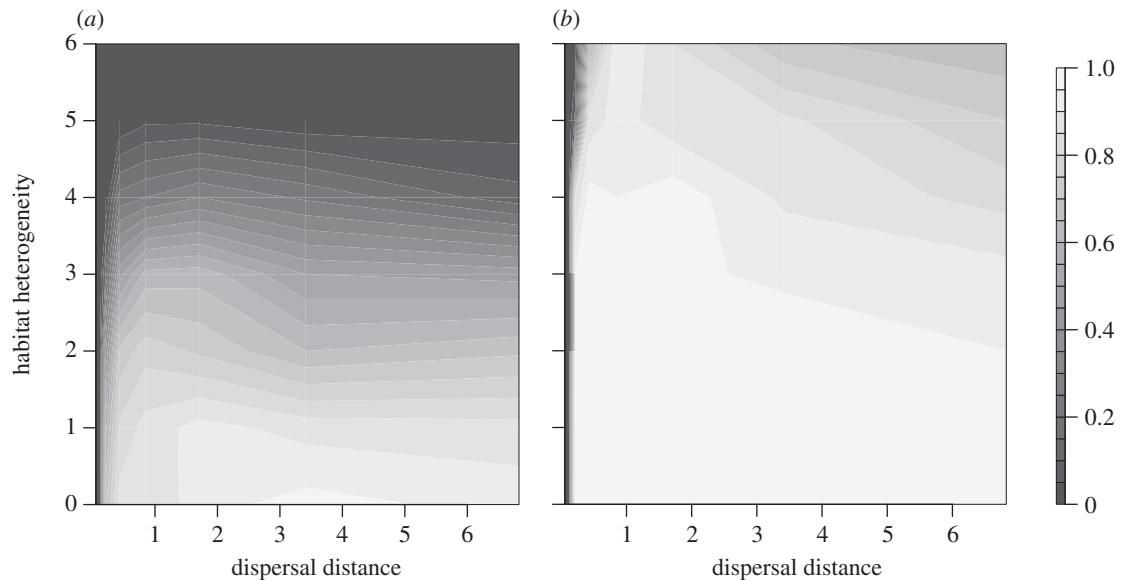 (a)
(b)
6
5
4
3
2
1
0
habitat heterogeneity
1 2 3 4 5 6
dispersal distance
1 2 3 4 5 6
dispersal distance
1.0
0.8
0.6
0.4
0.2
0